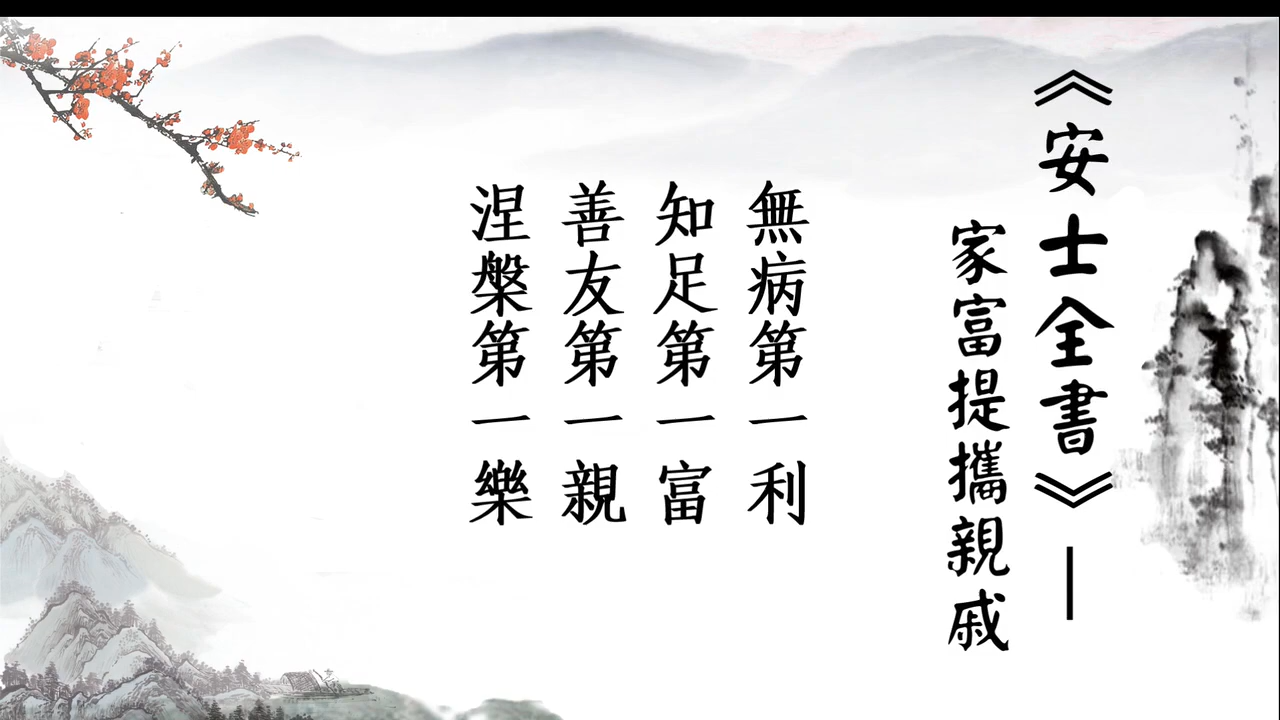 《安士全書》—
家富提攜親戚
無病第一利
知足第一富
善友第一親
涅槃第一樂